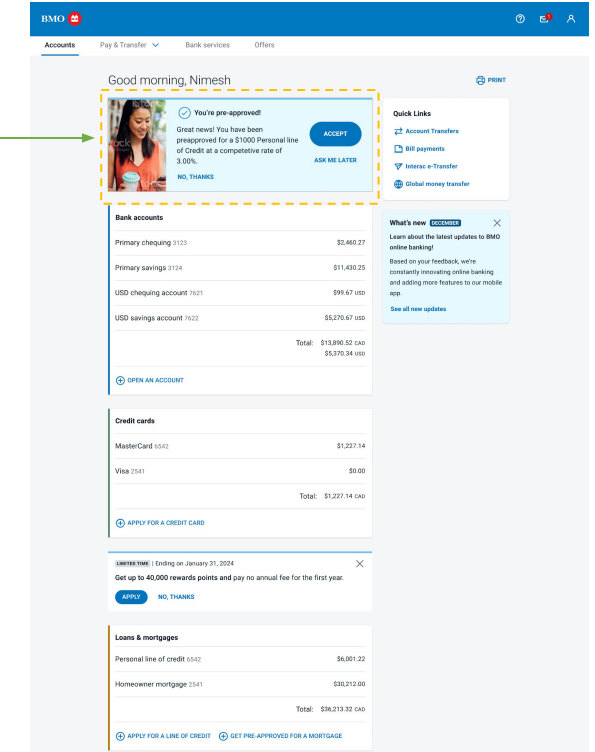 BMO
1
Accounts Pay & Transfer Bank services Offers
Good morning, Nimesh
PRINT
You're pre-approved!
Great news! You have been
preapproved for a $1000 Personal line
of Credit at a competetive rate of
3.00%.
NO, THANKS
ACCEPT
ASK ME LATER
Quick Links
Account Transfers
Bill payments
Interac e-Transfer
Global money transfer
What's new DECEMBER
Learn about the latest updates to BMO
online banking!
Based on your feedback, we're
constantly innovating online banking
and adding more features to our mobile
app.
See all new updates
Bank accounts
Primary chequing 3123 $2,460.27
Primary savings 3124 $11,430.25
USD chequing account 7621 $99.67 USD
USD savings account 7622 $5,270.67 USD
Total: $13,890.52 CAD
$5,370.34 USD
OPEN AN ACCOUNT
Credit cards
MasterCard 6542 $1,227.14
Visa 2541 $0.00
Total: $1,227.14 CAD
APPLY FOR A CREDIT CARD
LIMITED TIME | Ending on January 31, 2024
Get up to 40,000 rewards points and pay no annual fee for the first year.
APPLY NO, THANKS
Loans & mortgages
Personal line of credit 6542 $6,001.22
Homeowner mortgage 2541 $30,212.00
Total: $36,213.32 CAD
APPLY FOR A LINE OF CREDIT GET PRE-APPROVED FOR A MORTGAGE